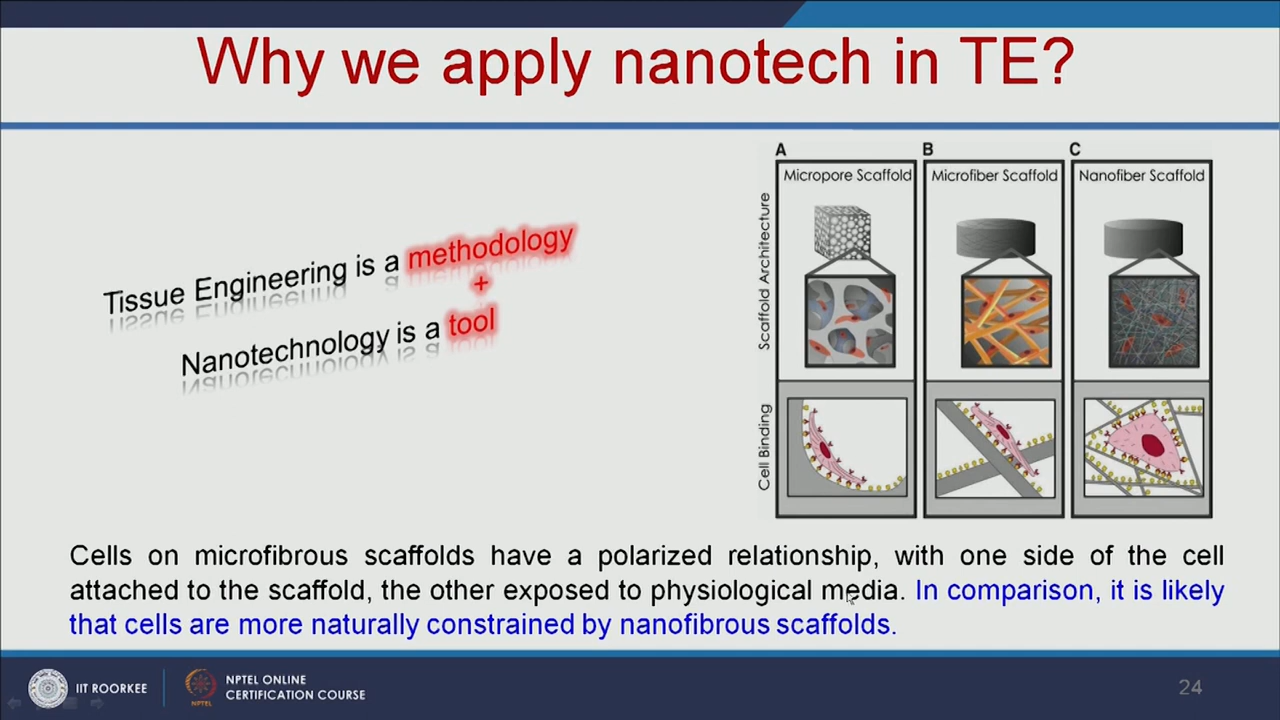 Why we apply nanotech in TE?
Tissue Engineering is a methodology
+
Nanotechnology is a tool
A
B
C
Micropore Scaffold
Microfiber Scaffold
Nanofiber Scaffold
Scaffold Architecture
Cell Binding
Cells on microfibrous scaffolds have a polarized relationship, with one side of the cell
attached to the scaffold, the other exposed to physiological media. In comparison, it is likely
that cells are more naturally constrained by nanofibrous scaffolds.
IIT ROORKEE
NPTEL
NPTEL ONLINE
CERTIFICATION COURSE
24